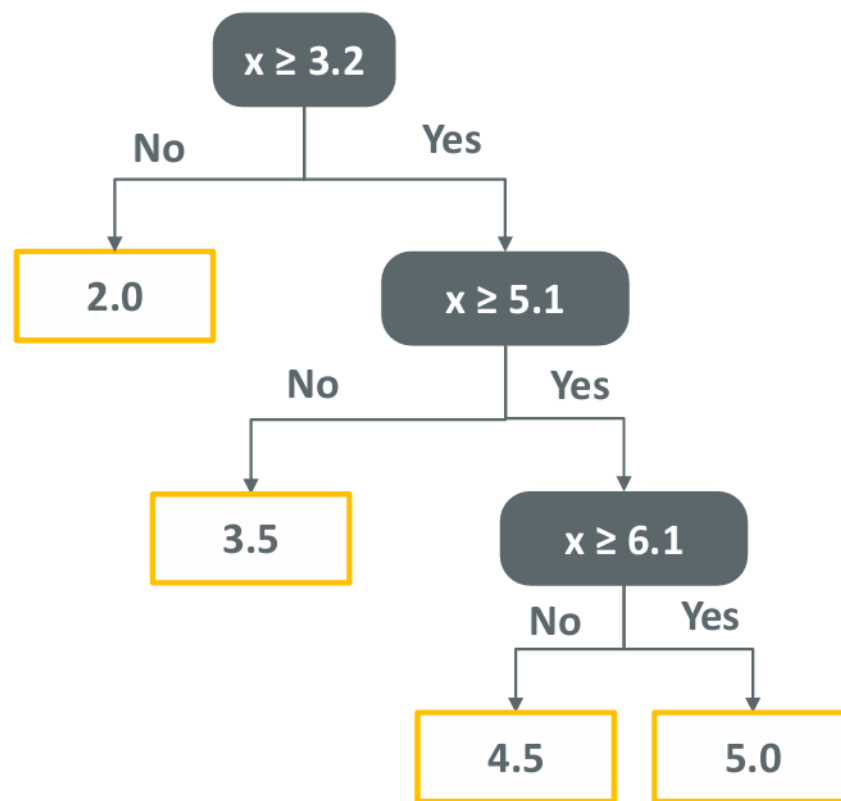 x ≥ 3.2
No
Yes
2.0
x ≥ 5.1
No
Yes
3.5
x ≥ 6.1
No
Yes
4.5
5.0